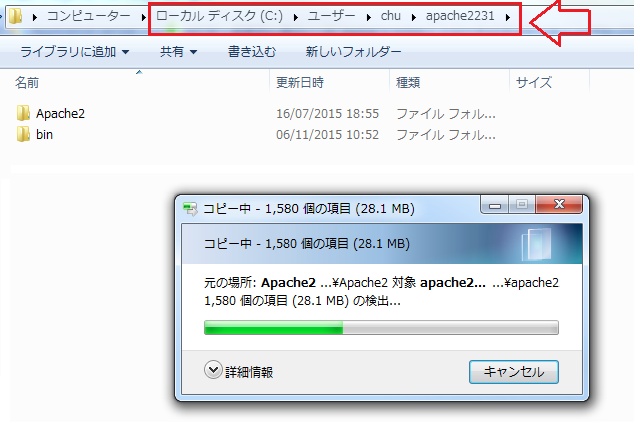 コンピューター ▶ ローカル ディスク (C:) ▶ ユーザー ▶ chu ▶ apache2231 ▶
ライブラリに追加 ▼ 共有 ▼ 書き込む 新しいフォルダー
名前 更新日時 種類 サイズ
Apache2 16/07/2015 18:55 ファイル フォル...
bin 06/11/2015 10:52 ファイル フォル...
コピー中 - 1,580 個の項目 (28.1 MB)
コピー中 - 1,580 個の項目 (28.1 MB)
元の場所: Apache2 ...¥Apache2 対象 apache2... ...¥apache2
1,580 個の項目 (28.1 MB) の検出...
詳細情報 キャンセル